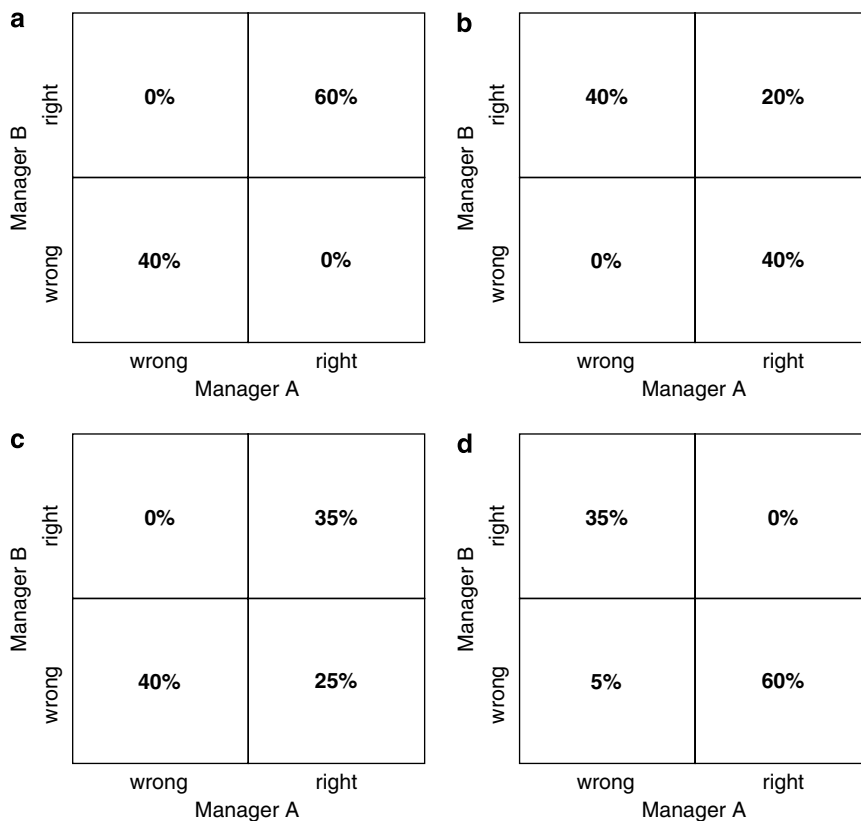 a
Manager B
right
wrong
0%
60%
40%
0%
wrong
right
Manager A
b
Manager B
right
wrong
40%
20%
0%
40%
wrong
right
Manager A
c
Manager B
right
wrong
0%
35%
40%
25%
wrong
right
Manager A
d
Manager B
right
wrong
35%
0%
5%
60%
wrong
right
Manager A